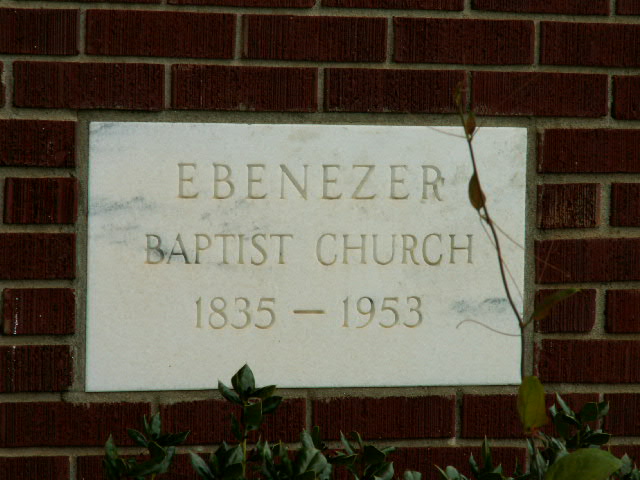 EBENEZER
BAPTIST CHURCH
1835 — 1953